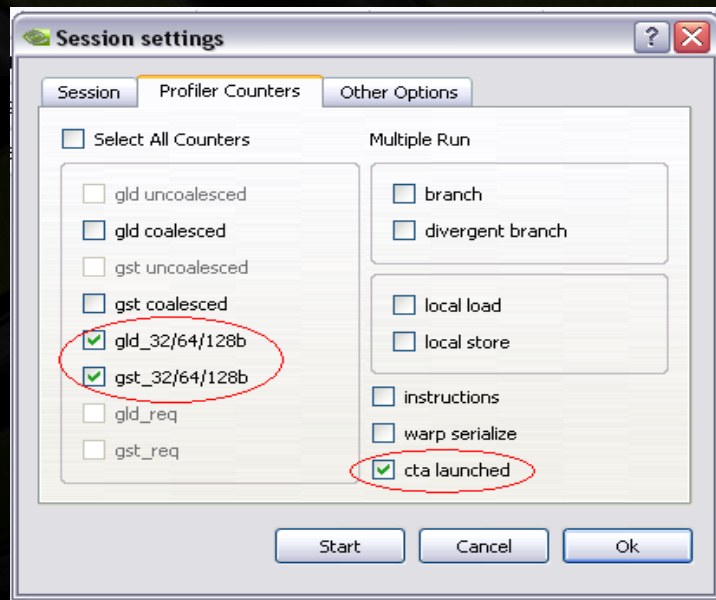 Session settings
Session Profiler Counters Other Options
Select All Counters
gld uncoalesced
gld coalesced
gst uncoalesced
gst coalesced
gld_32/64/128b
gst_32/64/128b
gld_req
gst_req
Multiple Run
branch
divergent branch
local load
local store
instructions
warp serialize
cta launched
Start Cancel Ok